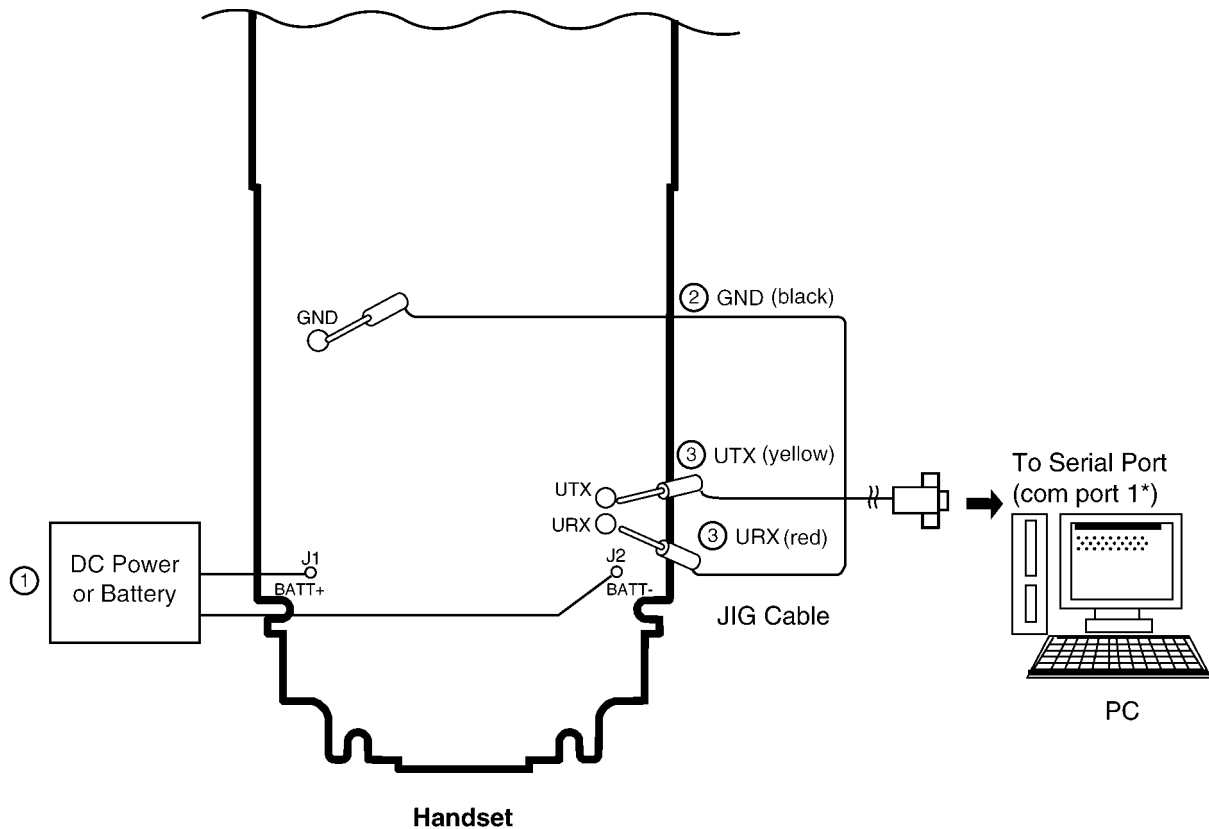 GND
② GND (black)
③ UTX (yellow)
UTX
URX
③ URX (red)
To Serial Port
(com port 1*)
①
DC Power
or Battery
J1
BATT+
J2
BATT-
JIG Cable
PC
Handset